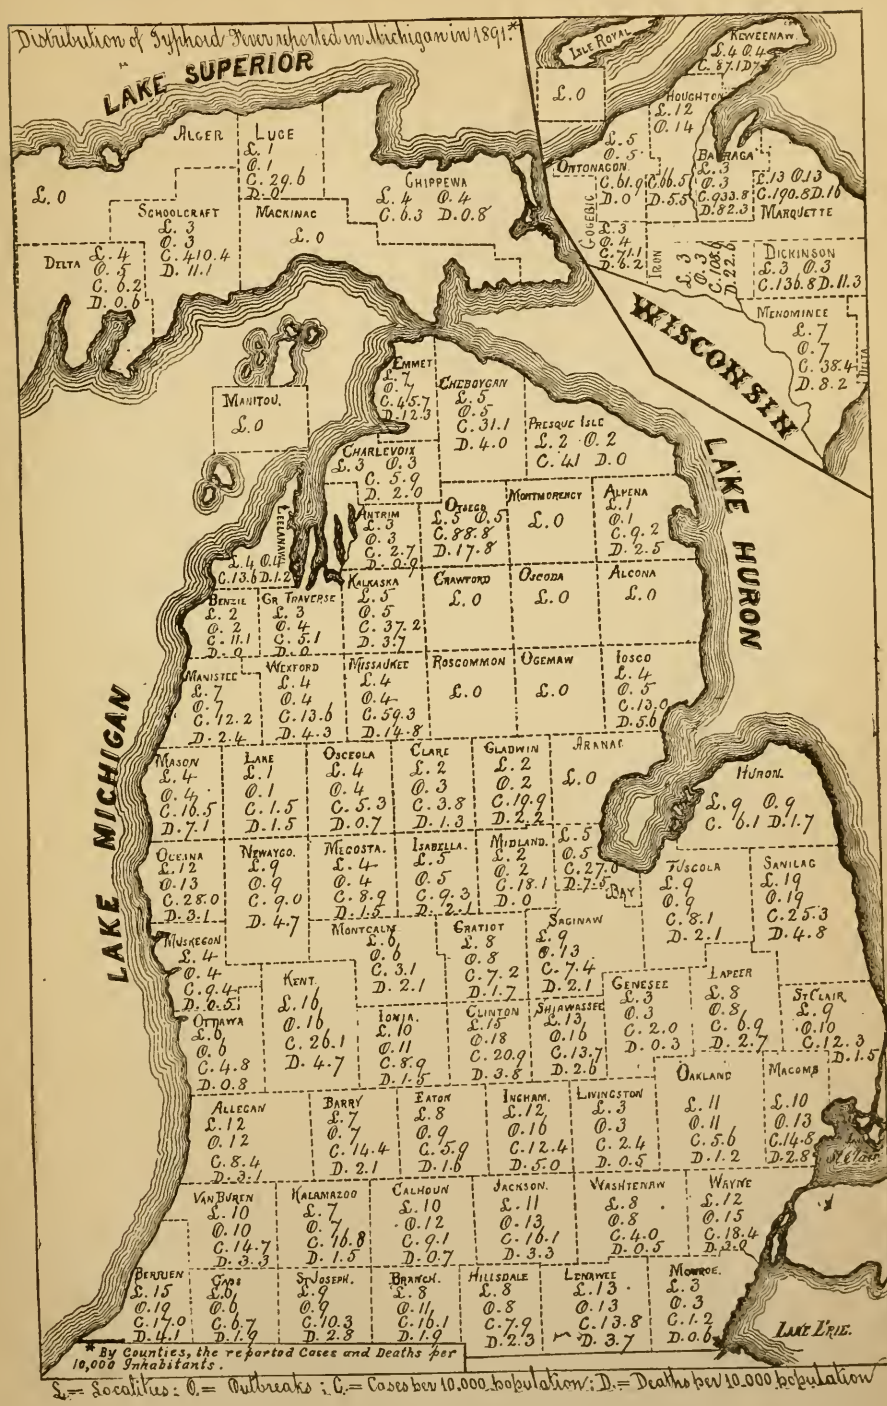 Distribution of Typhoid Fever reported in Michigan in 1891.*
LAKE SUPERIOR
ISLE ROYAL
L. 0
KEWEENAW.
L. 4 O. 4
C. 87.1 D7
HOUGHTON
L. 12
O. 14
C. 66.5
D. 5.5
ONTONAGON
L. 5
O. 5
C. 61.9
D. 0
BARAGA
L. 3
O. 3
C. 933.8
D. 82.3
L. 13 O. 13
C. 190.8 D. 16
MARQUETTE
GOGEBIC
L. 3
O. 4
C. 71.1
D. 6.2
IRON
L. 3
O. 3
C. 108.6
D. 22.6
DICKINSON
L. 3 O. 3
C. 136.8 D. 11.3
MENOMINEE
L. 7
O. 7
C. 38.4
D. 8.2
DELTA
WISCONSIN
ALGER
L. 0
LUCE
L. 1
O. 1
C. 29.6
D. 0
CHIPPEWA
L. 4 O. 4
C. 6.3 D. 0.8
SCHOOLCRAFT
L. 3
O. 3
C. 410.4
D. 11.1
MACKINAC
L. 0
DELTA
L. 4
O. 5
C. 6.2
D. 0.6
MANITOU.
L. 0
EMMET
L. 7
O. 7
C. 45.7
D. 12.3
CHEBOYGAN
L. 5
O. 5
C. 31.1
D. 4.0
PRESQUE ISLE
L. 2 O. 2
C. 41 D. 0
LAKE HURON
CHARLEVOIX
L. 3 O. 3
C. 5.9
D. 2.0
LEELANAW
L. 4 O. 4
C. 13.6 D. 1.2
ANTRIM
L. 3
O. 3
C. 2.7
D. 0.9
OTSEGO
L. 5 O. 5
C. 88.8
D. 17.8
MONTMORENCY
L. 0
ALPENA
L. 1
O. 1
C. 9.2
D. 2.5
BENZIE
L. 2
O. 2
C. 11.1
D. 0
GR TRAVERSE
L. 3
O. 4
C. 5.1
D. 0
KALKASKA
L. 5
O. 5
C. 37.2
D. 3.7
CRAWFORD
L. 0
OSCODA
L. 0
ALCONA
L. 0
MANISTEE
L. 7
O. 7
C. 12.2
D. 2.4
WEXFORD
L. 4
O. 4
C. 13.6
D. 4.3
MISSAUKEE
L. 4
O. 4
C. 59.3
D. 14.8
ROSCOMMON
L. 0
OGEMAW
L. 0
IOSCO
L. 4
O. 5
C. 13.0
D. 5.6
LAKE MICHIGAN
MASON
L. 4
O. 4
C. 16.5
D. 7.1
LAKE
L. 1
O. 1
C. 1.5
D. 1.5
OSCEOLA
L. 4
O. 4
C. 5.3
D. 0.7
CLARE
L. 2
O. 3
C. 3.8
D. 1.3
GLADWIN
L. 2
O. 2
C. 19.9
D. 2.2
ARANAC
L. 0
HURON.
L. 9 O. 9
C. 6.1 D. 1.7
OCEANA
L. 12
O. 13
C. 28.0
D. 3.1
NEWAYGO.
L. 9
O. 9
C. 9.0
D. 4.7
MECOSTA.
L. 4
O. 4
C. 8.9
D. 1.5
ISABELLA.
L. 5
O. 5
C. 9.3
D. 2.1
MIDLAND.
L. 2
O. 2
C. 18.1
D. 0
L. 5
O. 5
D. 7.5
BAY
TUSCOLA
L. 9
O. 9
C. 8.1
D. 2.1
SANILAC
L. 19
O. 19
C. 25.3
D. 4.8
MUSKEGON
L. 4
O. 4
C. 9.4
D. 0.5
MONTCALM
L. 6
O. 6
C. 3.1
D. 2.1
GRATIOT
L. 8
O. 8
C. 7.2
D. 1.7
SAGINAW
L. 9
O. 13
C. 7.4
D. 2.1
OTTAWA
L. 6
O. 6
C. 4.8
D. 0.8
KENT.
L. 16
O. 16
C. 26.1
D. 4.7
IONIA.
L. 10
O. 11
C. 8.9
D. 1.5
CLINTON
L. 15
O. 18
C. 20.9
D. 3.8
SHIAWASSEE
L. 13
O. 16
C. 13.7
D. 2.6
GENESEE
L. 3
O. 3
C. 2.0
D. 0.3
LAPEER
L. 8
O. 8
C. 6.9
D. 2.7
ST CLAIR
L. 9
O. 10
C. 12.3
D. 1.5
ALLEGAN
L. 12
O. 12
C. 8.4
D. 3.1
BARRY
L. 7
O. 7
C. 14.4
D. 2.1
EATON
L. 8
O. 9
C. 5.9
D. 1.6
INGHAM.
L. 12
O. 16
C. 12.4
D. 5.0
LIVINGSTON
L. 3
O. 3
C. 2.4
D. 0.5
OAKLAND
L. 11
O. 11
C. 5.6
D. 1.2
MACOMB
L. 10
O. 13
C. 14.8
D. 2.8
St Clair
VAN BUREN
L. 10
O. 10
C. 14.7
D. 3.3
KALAMAZOO
L. 7
O. 7
C. 16.8
D. 1.5
CALHOUN
L. 10
O. 12
C. 9.1
D. 0.7
JACKSON.
L. 11
O. 13
C. 16.1
D. 3.3
WASHTENAW
L. 8
O. 8
C. 4.0
D. 0.5
WAYNE
L. 12
O. 15
C. 18.4
D. 2.0
BERRIEN
L. 15
O. 19
C. 17.0
D. 4.1
CASS
L. 6
O. 6
C. 6.7
D. 1.9
ST JOSEPH.
L. 9
O. 9
C. 10.3
D. 2.8
BRANCH.
L. 8
O. 11
C. 16.1
D. 1.9
HILLSDALE
L. 8
O. 8
C. 7.9
D. 2.3
LENAWEE
L. 13
O. 13
C. 13.8
D. 3.7
MONROE.
L. 3
O. 3
C. 1.2
D. 0.6
LAKE ERIE.
* By Counties, the reported Cases and Deaths per
10,000 Inhabitants.
L. = Localities: O. = Outbreaks; C. = Cases per 10,000 population; D. = Deaths per 10,000 population